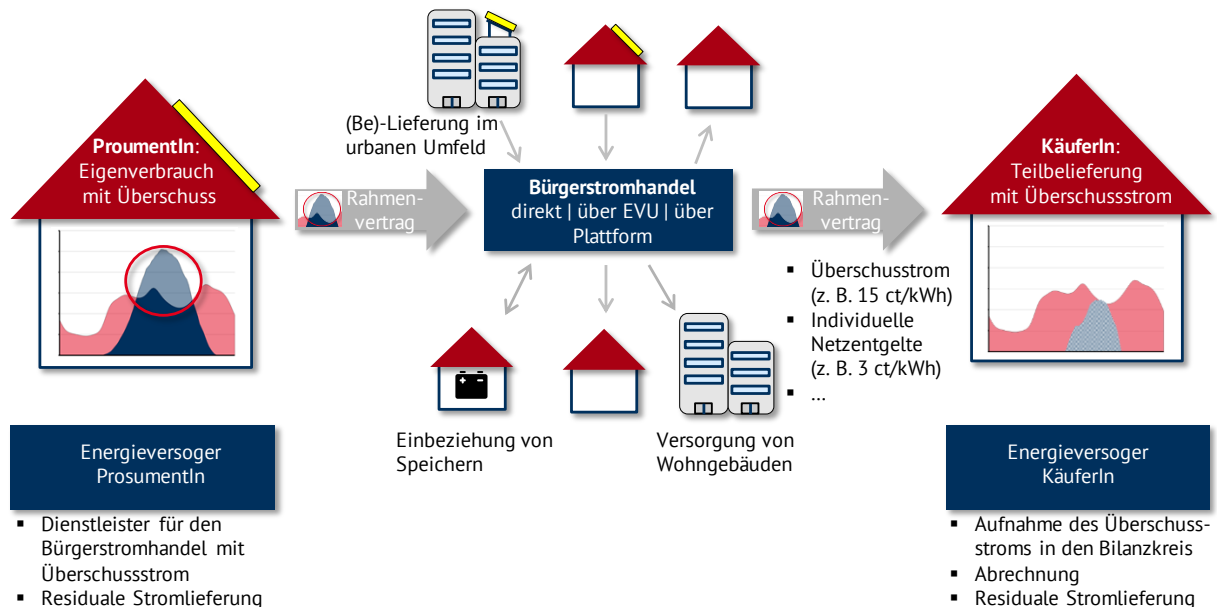 (Be)-Lieferung im
urbanen Umfeld
ProumentIn:
Eigenverbrauch
mit Überschuss
Rahmen-
vertrag
Bürgerstromhandel
direkt | über EVU | über
Plattform
Rahmen-
vertrag
KäuferIn:
Teilbelieferung
mit Überschussstrom
▪ Überschusstrom
(z. B. 15 ct/kWh)
▪ Individuelle
Netzentgelte
(z. B. 3 ct/kWh)
▪ ...
Einbeziehung von
Speichern
Versorgung von
Wohngebäuden
Energieversoger
ProsumentIn
▪ Dienstleister für den
Bürgerstromhandel mit
Überschussstrom
▪ Residuale Stromlieferung
Energieversoger
KäuferIn
▪ Aufnahme des Überschuss-
stroms in den Bilanzkreis
▪ Abrechnung
▪ Residuale Stromlieferung